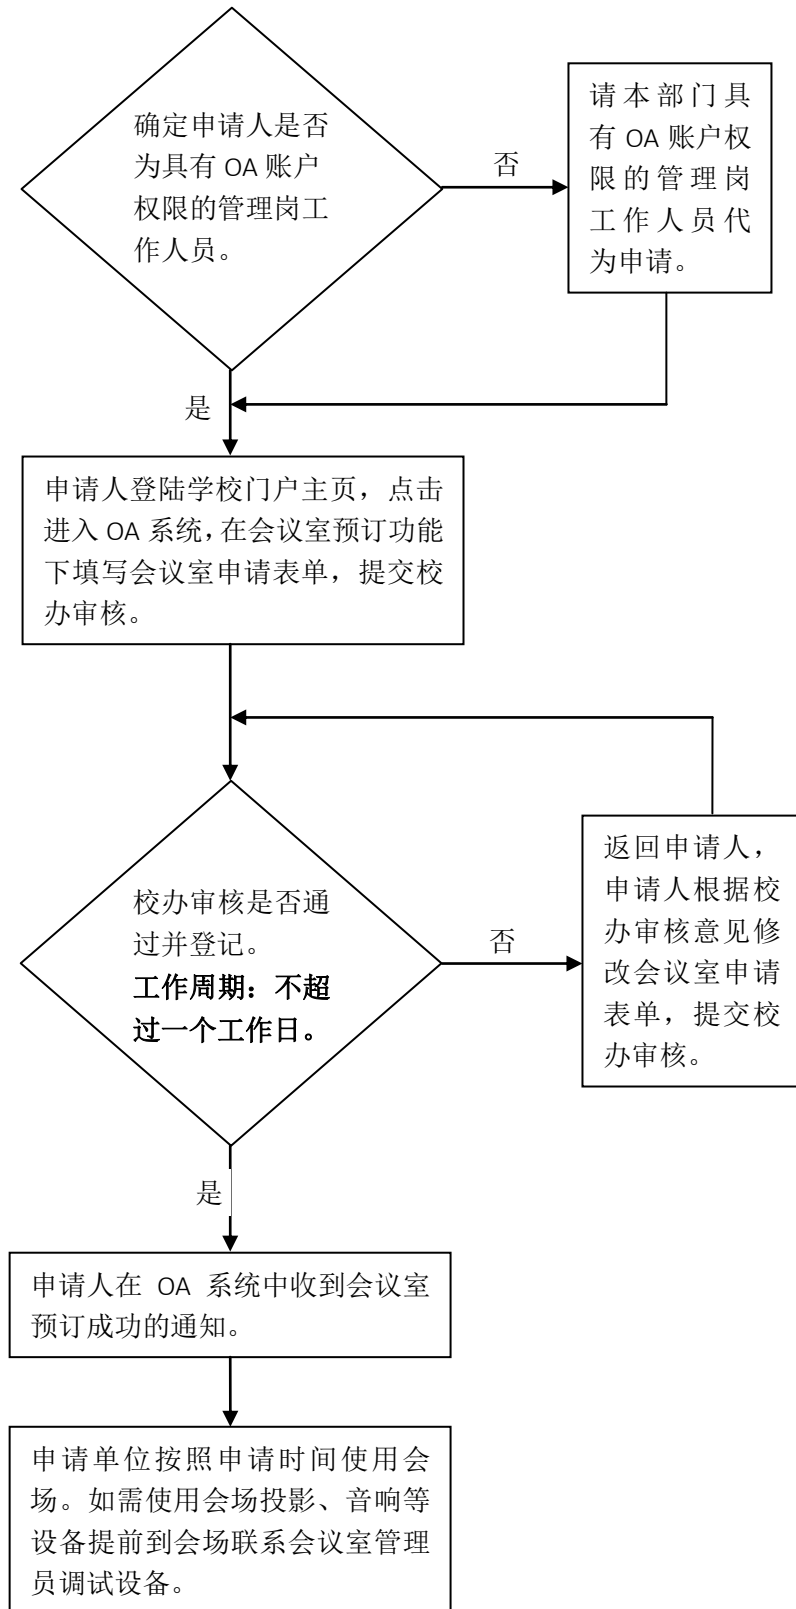 确定申请人是否
为具有 OA 账户
权限的管理岗工
作人员。
否
请本部门具
有 OA 账户权
限的管理岗
工作人员代
为申请。
是
申请人登陆学校门户主页，点击
进入 OA 系统，在会议室预订功能
下填写会议室申请表单，提交校
办审核。
校办审核是否通
过并登记。
工作周期：不超
过一个工作日。
否
返回申请人，
申请人根据校
办审核意见修
改会议室申请
表单，提交校
办审核。
是
申请人在 OA 系统中收到会议室
预订成功的通知。
申请单位按照申请时间使用会
场。如需使用会场投影、音响等
设备提前到会场联系会议室管理
员调试设备。